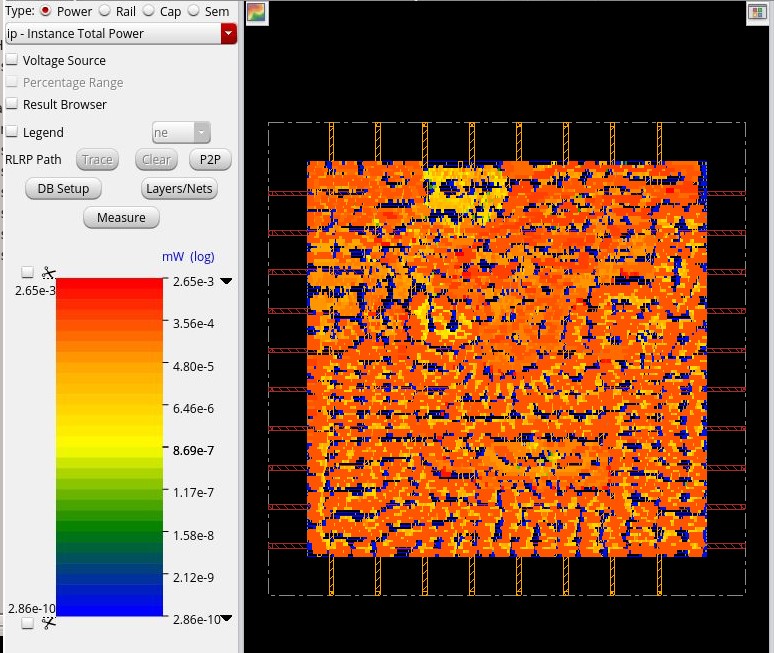 Type: Power Rail Cap Sem
ip - Instance Total Power
Voltage Source
Percentage Range
Result Browser
Legend ne
RLRP Path Trace Clear P2P
DB Setup Layers/Nets
Measure
mW (log)
2.65e-3 2.65e-3
3.56e-4
4.80e-5
6.46e-6
8.69e-7
1.17e-7
1.58e-8
2.12e-9
2.86e-10 2.86e-10